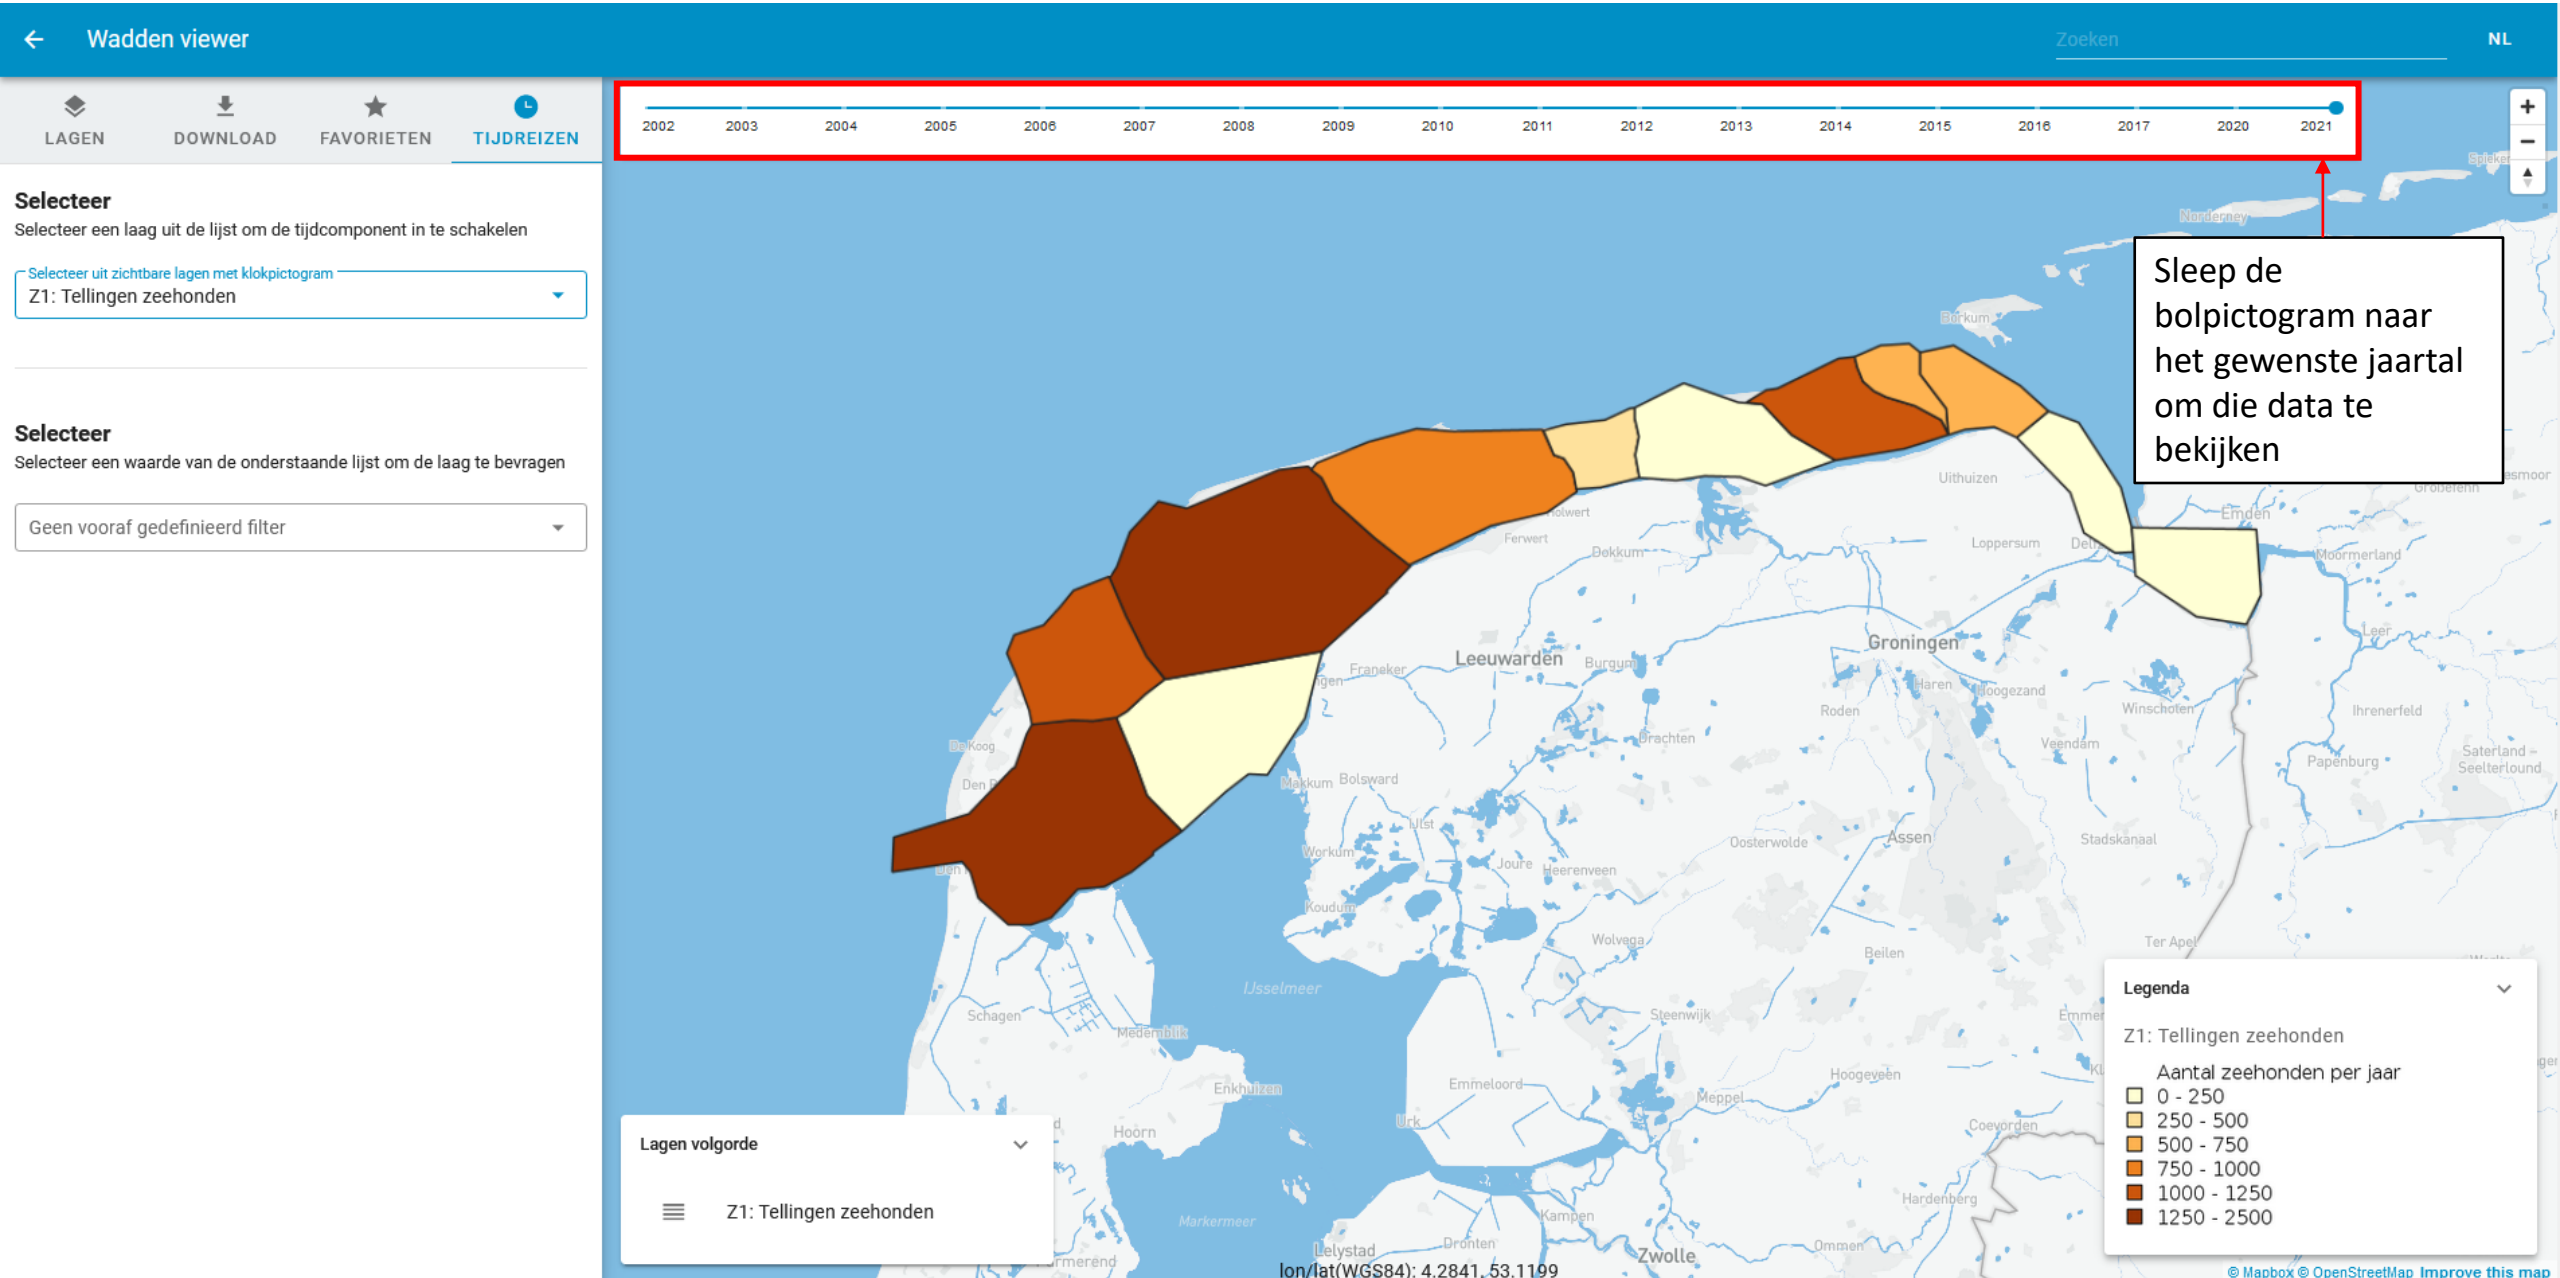 Wadden viewer
Zoeken
NL
LAGEN
DOWNLOAD
FAVORIETEN
TIJDREIZEN
Selecteer
Selecteer een laag uit de lijst om de tijdcomponent in te schakelen
Selecteer uit zichtbare lagen met klokpictogram
Z1: Tellingen zeehonden
Selecteer
Selecteer een waarde van de onderstaande lijst om de laag te bevragen
Geen vooraf gedefinieerd filter
2002 2003 2004 2005 2006 2007 2008 2009 2010 2011 2012 2013 2014 2015 2016 2017 2020 2021
Sleep de
bolpictogram naar
het gewenste jaartal
om die data te
bekijken
Norderney
Borkum
Uithuizen
Emden
Ferwert
Loppersum
Moormerland
Leer
Groningen
Leeuwarden
Burgum
Franeker
Haren
Hoogezand
Roden
Winschoten
Ihrenerfeld
De Koog
Drachten
Veendam
Saterland –
Seelterlound
Papenburg
Makkum
Bolsward
IJlst
Workum
Joure
Heerenveen
Oosterwolde
Assen
Stadskanaal
Koudum
Wolvega
Beilen
Ter Apel
IJsselmeer
Schagen
Medemblik
Steenwijk
Enkhuizen
Emmeloord
Hoogeveen
Meppel
Urk
Hoorn
Coevorden
Hardenberg
Markermeer
Kampen
Lelystad
Dronten
Zwolle
Ommen
Lagen volgorde
Z1: Tellingen zeehonden
Legenda
Z1: Tellingen zeehonden
Aantal zeehonden per jaar
0 - 250
250 - 500
500 - 750
750 - 1000
1000 - 1250
1250 - 2500
lon/lat(WGS84): 4.2841, 53.1199
© Mapbox © OpenStreetMap Improve this map